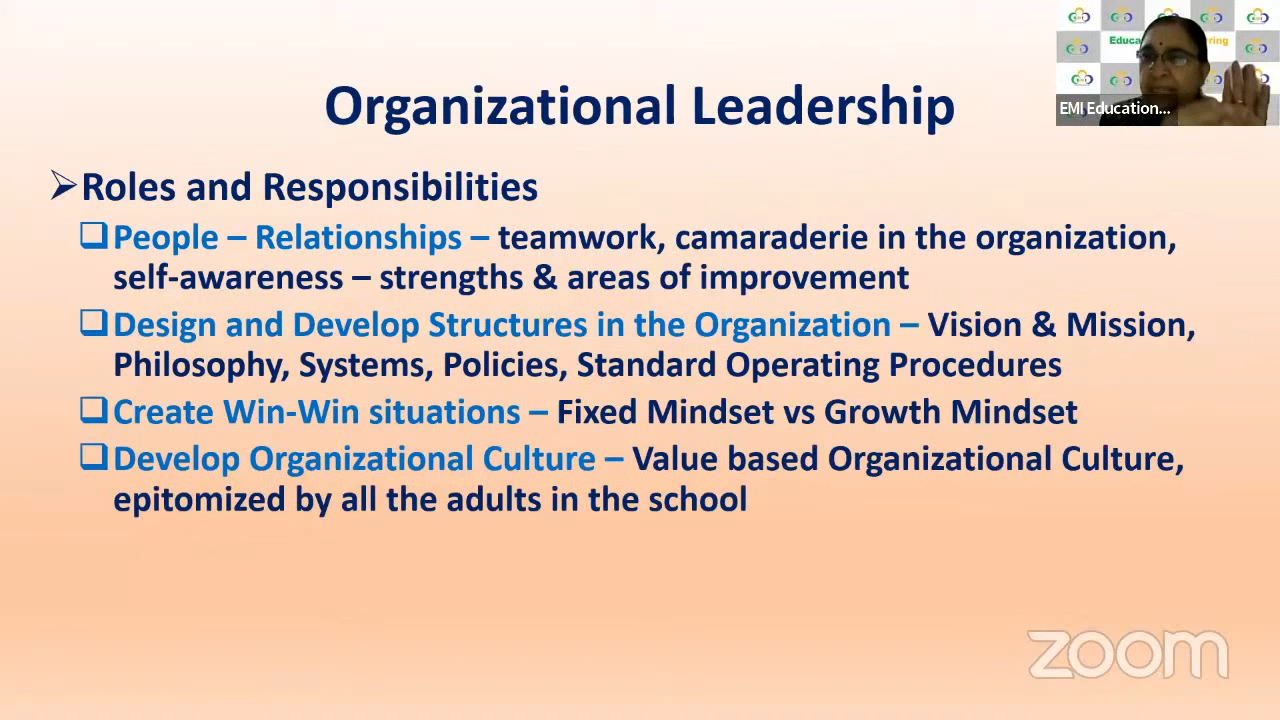 Organizational Leadership
Roles and Responsibilities
People – Relationships – teamwork, camaraderie in the organization,
self-awareness – strengths & areas of improvement
Design and Develop Structures in the Organization – Vision & Mission,
Philosophy, Systems, Policies, Standard Operating Procedures
Create Win-Win situations – Fixed Mindset vs Growth Mindset
Develop Organizational Culture – Value based Organizational Culture,
epitomized by all the adults in the school
EMI Education...
zoom